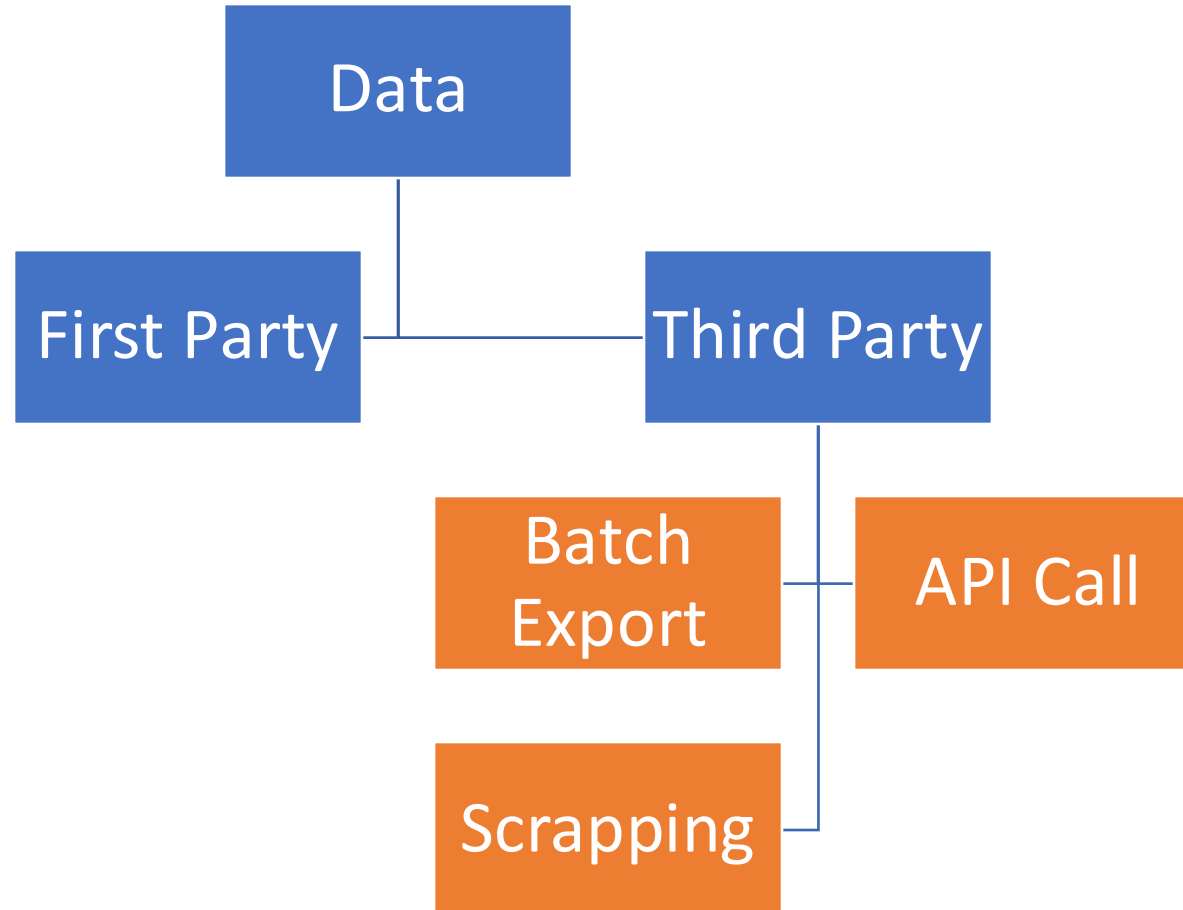 Data
First Party
Third Party
Batch
Export
API Call
Scrapping